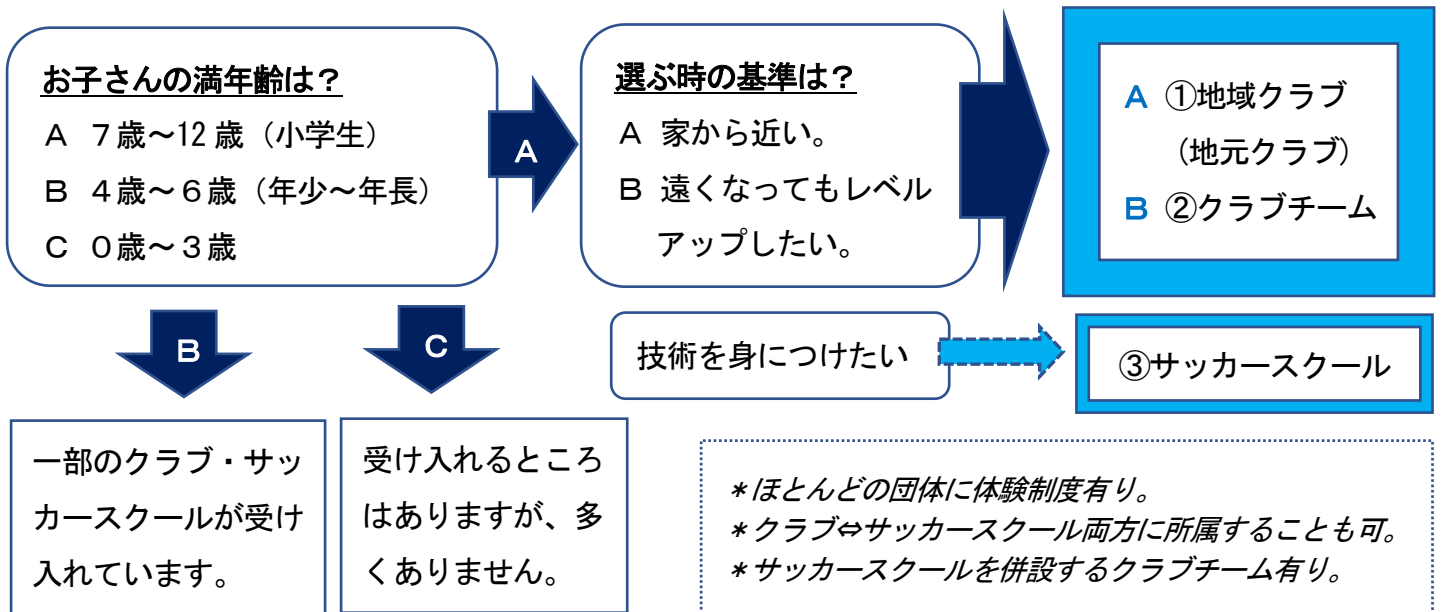 お子さんの満年齢は？
A ７歳～12 歳（小学生）
B ４歳～６歳（年少～年長）
C ０歳～３歳
A
選ぶ時の基準は？
A 家から近い。
B 遠くなってもレベル
アップしたい。
A ①地域クラブ
（地元クラブ）
B ②クラブチーム
B
C
技術を身につけたい
③サッカースクール
一部のクラブ・サッ
カースクールが受け
入れています。
受け入れるところ
はありますが、多
くありません。
＊ほとんどの団体に体験制度有り。
＊クラブ⇔サッカースクール両方に所属することも可。
＊サッカースクールを併設するクラブチーム有り。